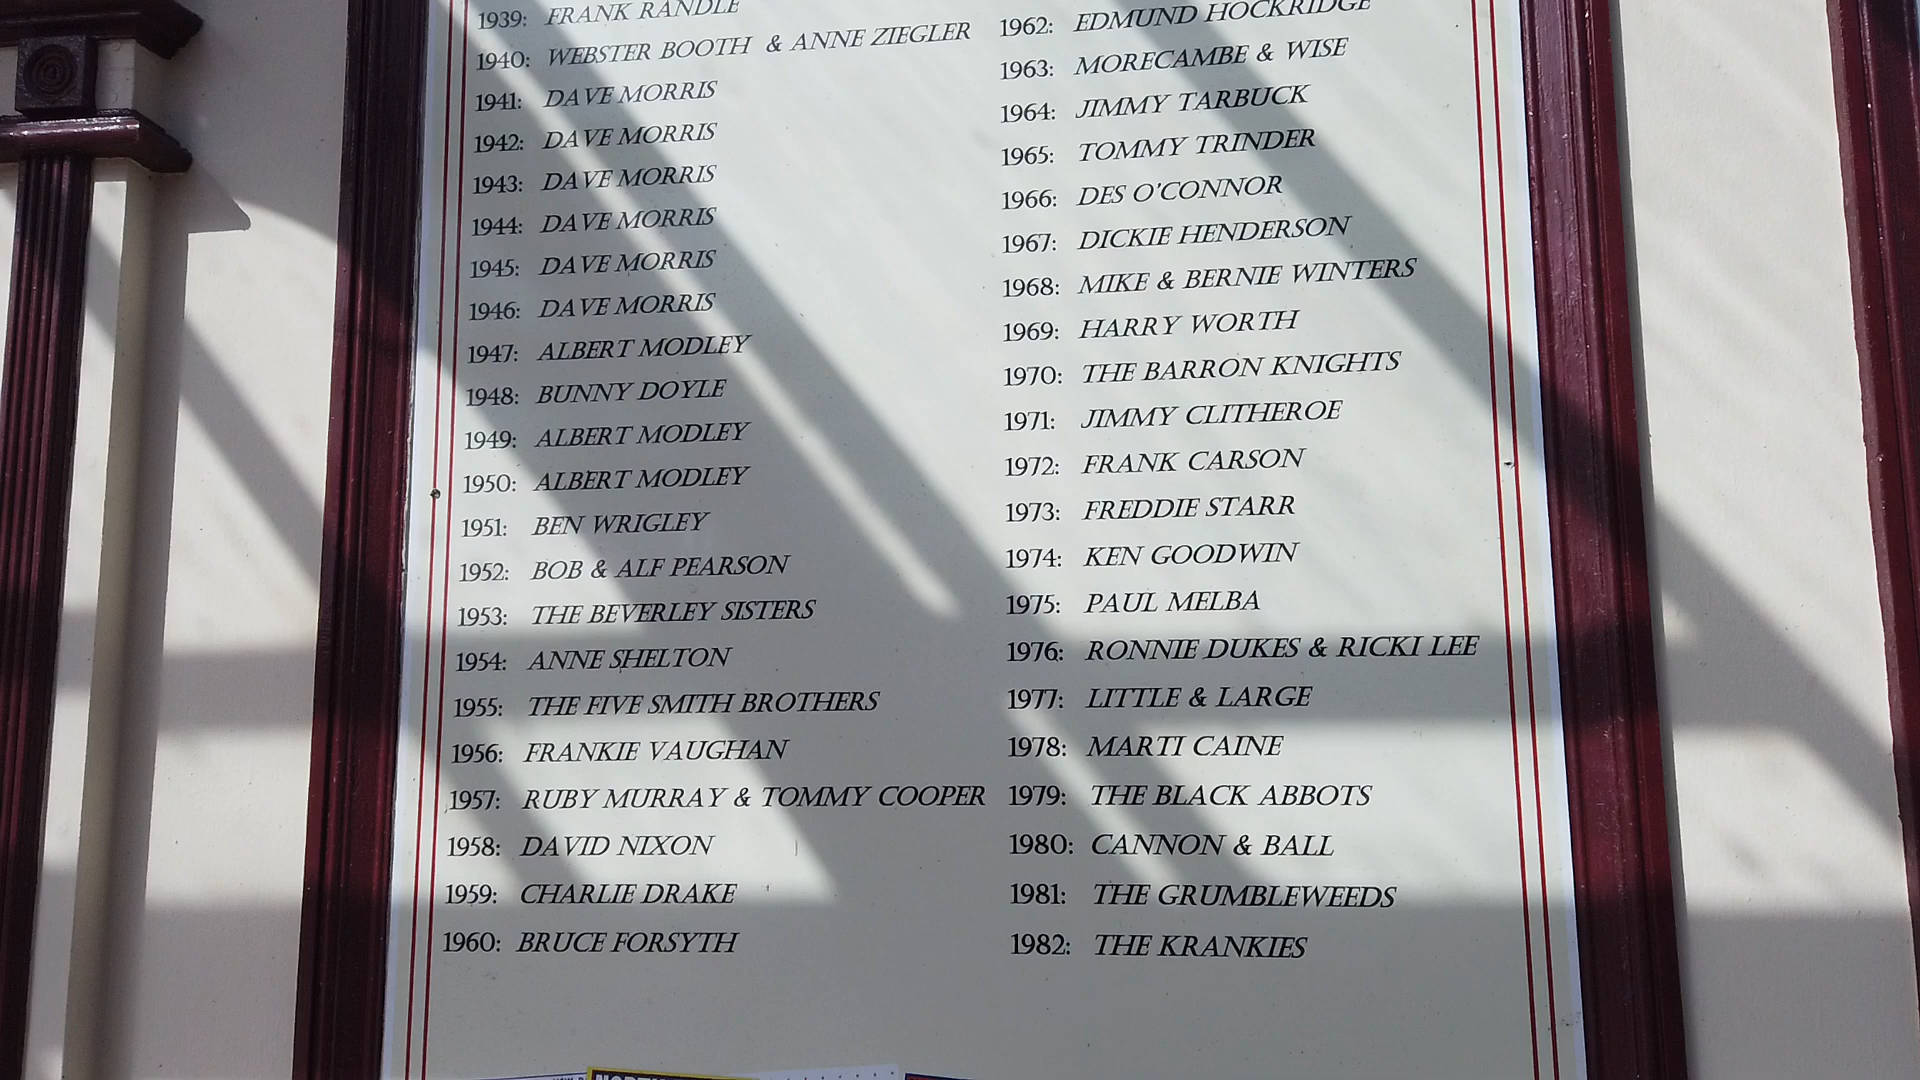 1939: FRANK RANDLE
1940: WEBSTER BOOTH & ANNE ZIEGLER
1941: DAVE MORRIS
1942: DAVE MORRIS
1943: DAVE MORRIS
1944: DAVE MORRIS
1945: DAVE MORRIS
1946: DAVE MORRIS
1947: ALBERT MODLEY
1948: BUNNY DOYLE
1949: ALBERT MODLEY
1950: ALBERT MODLEY
1951: BEN WRIGLEY
1952: BOB & ALF PEARSON
1953: THE BEVERLEY SISTERS
1954: ANNE SHELTON
1955: THE FIVE SMITH BROTHERS
1956: FRANKIE VAUGHAN
1957: RUBY MURRAY & TOMMY COOPER
1958: DAVID NIXON
1959: CHARLIE DRAKE
1960: BRUCE FORSYTH
1962: EDMUND HOCKRIDGE
1963: MORECAMBE & WISE
1964: JIMMY TARBUCK
1965: TOMMY TRINDER
1966: DES O'CONNOR
1967: DICKIE HENDERSON
1968: MIKE & BERNIE WINTERS
1969: HARRY WORTH
1970: THE BARRON KNIGHTS
1971: JIMMY CLITHEROE
1972: FRANK CARSON
1973: FREDDIE STARR
1974: KEN GOODWIN
1975: PAUL MELBA
1976: RONNIE DUKES & RICKI LEE
1977: LITTLE & LARGE
1978: MARTI CAINE
1979: THE BLACK ABBOTS
1980: CANNON & BALL
1981: THE GRUMBLEWEEDS
1982: THE KRANKIES